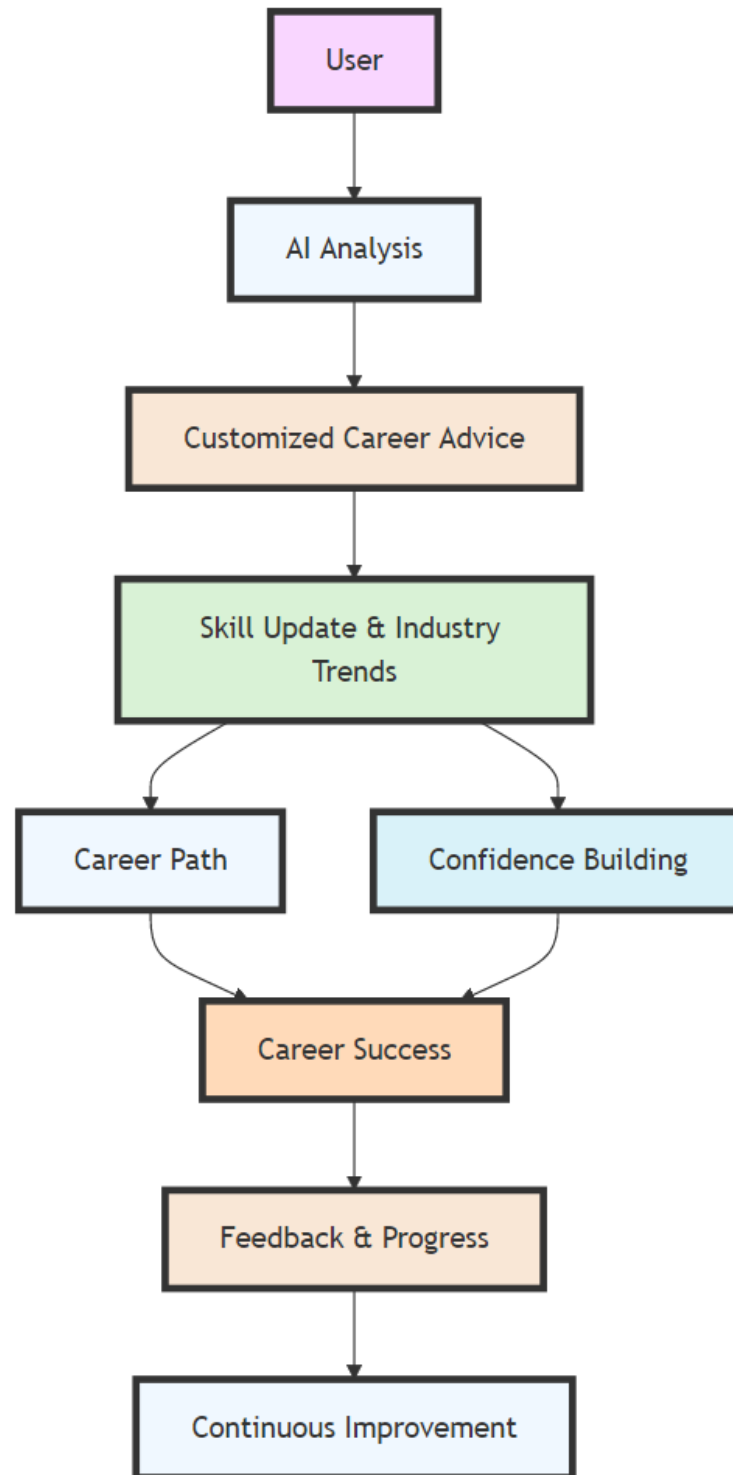 User
AI Analysis
Customized Career Advice
Skill Update & Industry
Trends
Career Path
Confidence Building
Career Success
Feedback & Progress
Continuous Improvement